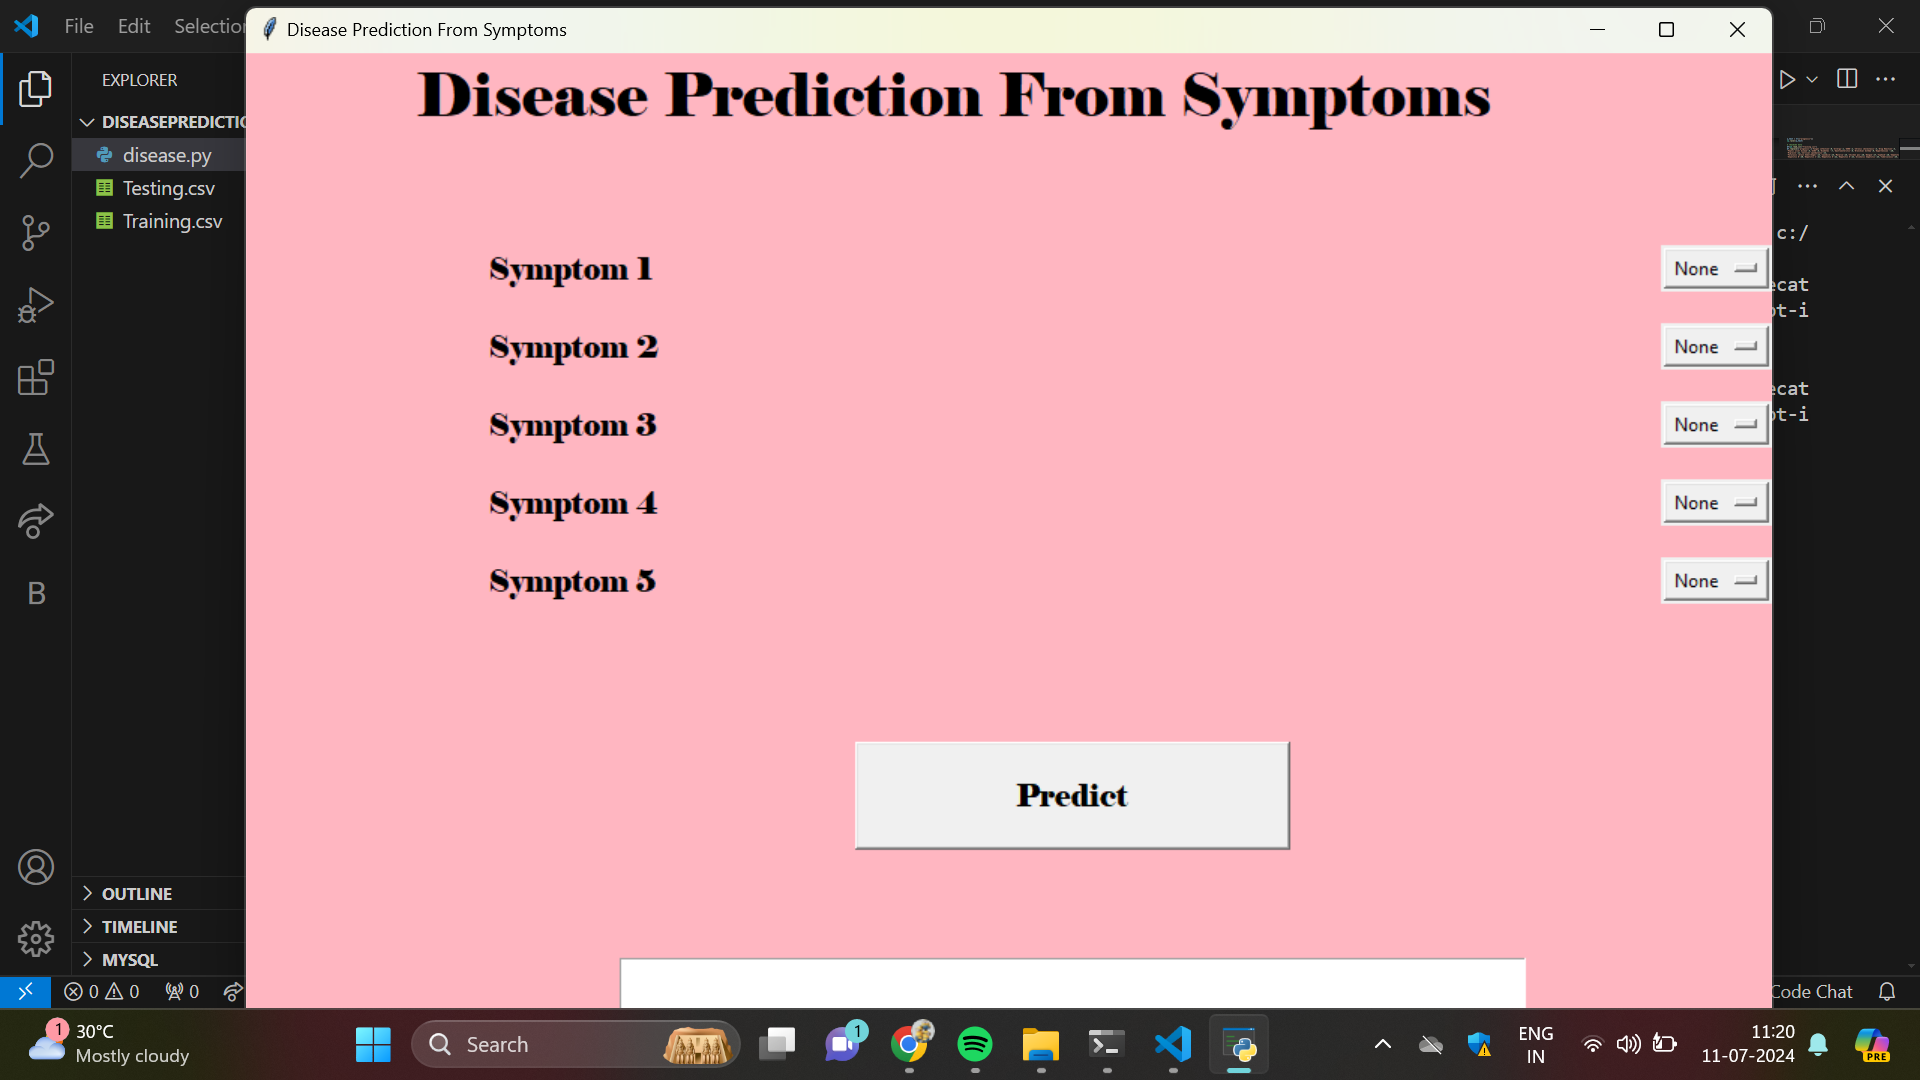 File Edit Selection
Disease Prediction From Symptoms
EXPLORER
DISEASEPREDICTIO
disease.py
Testing.csv
Training.csv
Disease Prediction From Symptoms
Symptom 1
None
Symptom 2
None
Symptom 3
None
Symptom 4
None
Symptom 5
None
Predict
c:/
ecat
pt-i
ecat
pt-i
B
OUTLINE
TIMELINE
MYSQL
0 0 0
Code Chat
1
30°C
Mostly cloudy
Search
1
ENG
IN
11:20
11-07-2024
PRE